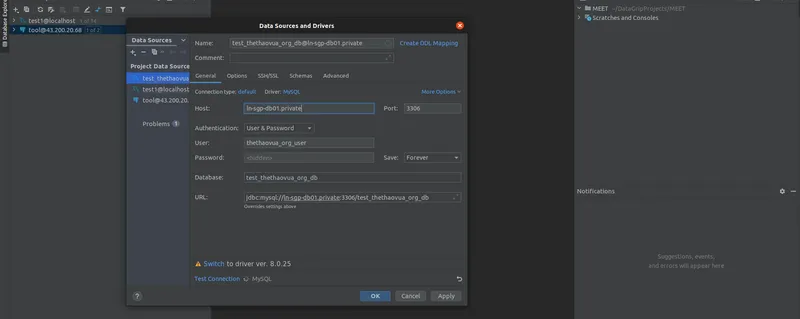 Database Explorer
test1@localhost 1 of 14
tool@43.200.20.68 1 of 2
Data Sources and Drivers
Data Sources
Project Data Sour
test_thethaovua
test1@localhost
tool@43.200.20.
Problems 1
Name: test_thethaovua_org_db@ln-sgp-db01.private
Create DDL Mapping
Comment:
General Options SSH/SSL Schemas Advanced
Connection type: default Driver: MySQL More Options
Host: ln-sgp-db01.private Port: 3306
Authentication: User & Password
User: thethaovua_org_user
Password: <hidden> Save: Forever
Database: test_thethaovua_org_db
URL: jdbc:mysql://ln-sgp-db01.private:3306/test_thethaovua_org_db
Overrides settings above
Switch to driver ver. 8.0.25
Test Connection MySQL
? OK Cancel Apply
MEET ~/DataGripProjects/MEET
Scratches and Consoles
Notifications
Suggestions, events,
and errors will appear here